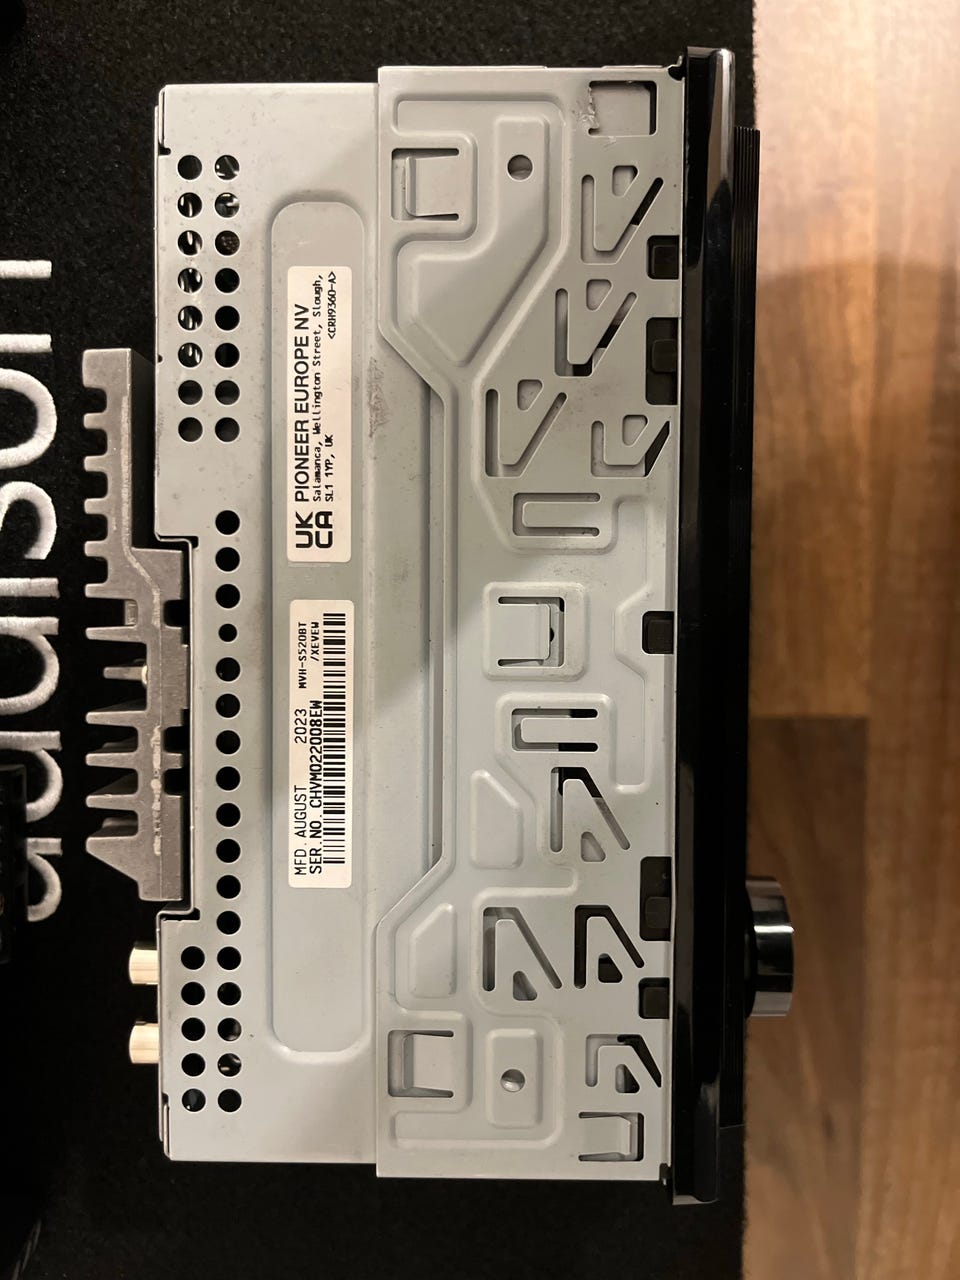 UK
CA
PIONEER EUROPE NV
Salamanca, Wellington Street, Slough,
SL1 1YP, UK
<CRH9360-A>
MFD. AUGUST 2023
SER.NO. CHVM022008EW
MVH-S520BT
/XEVEW